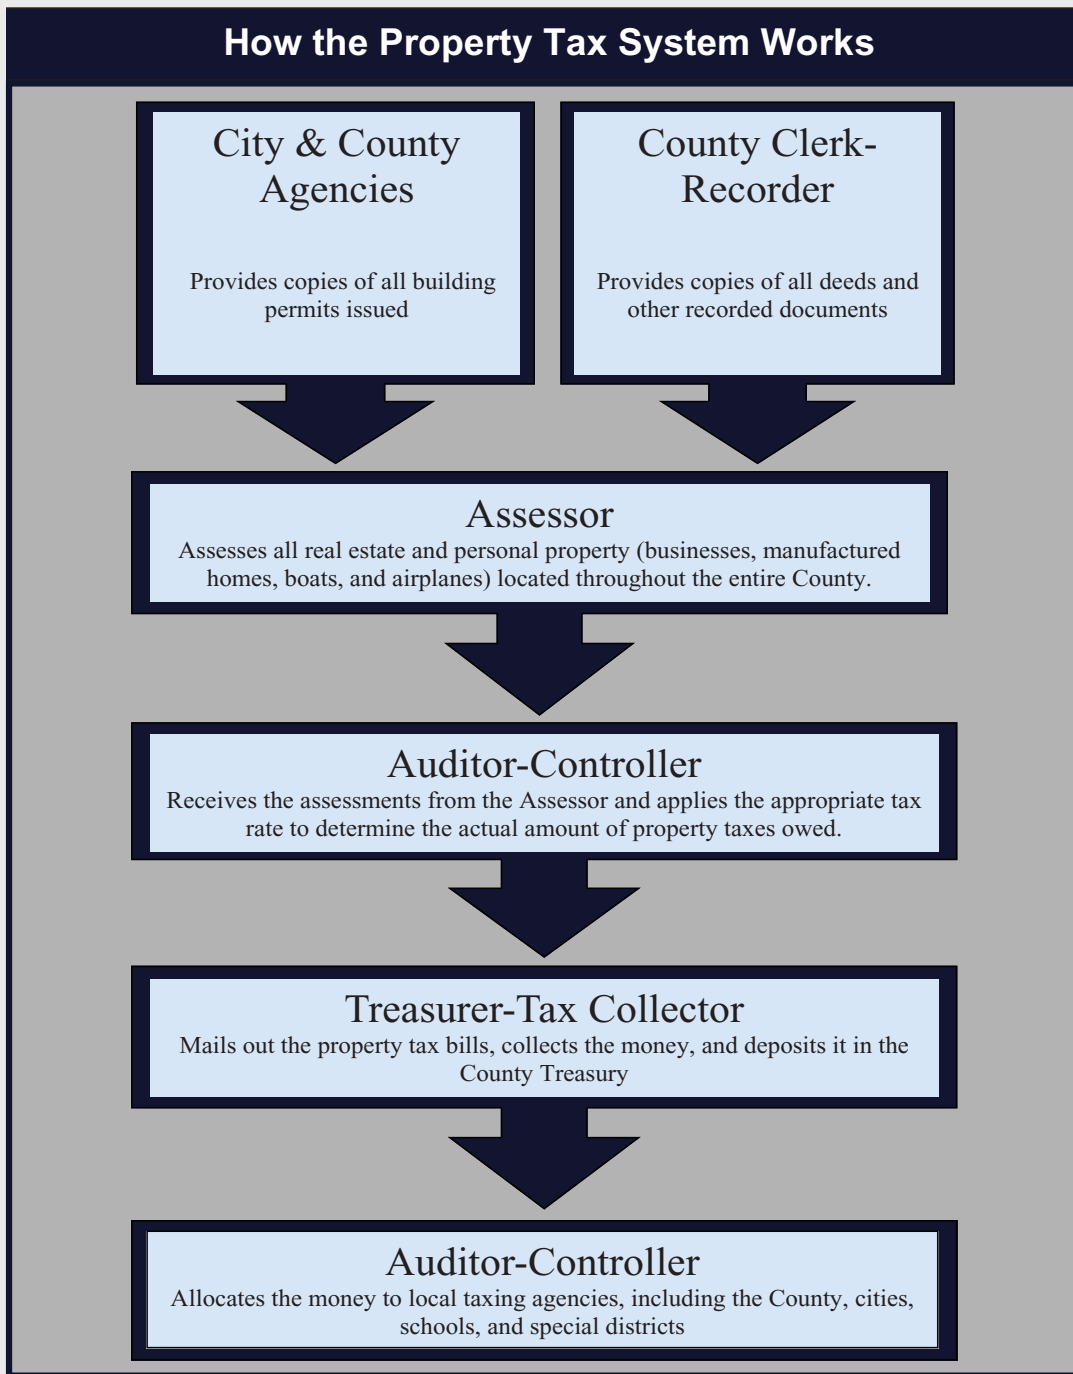 How the Property Tax System Works
City & County
Agencies
Provides copies of all building
permits issued
County Clerk-
Recorder
Provides copies of all deeds and
other recorded documents
Assessor
Assesses all real estate and personal property (businesses, manufactured
homes, boats, and airplanes) located throughout the entire County.
Auditor-Controller
Receives the assessments from the Assessor and applies the appropriate tax
rate to determine the actual amount of property taxes owed.
Treasurer-Tax Collector
Mails out the property tax bills, collects the money, and deposits it in the
County Treasury
Auditor-Controller
Allocates the money to local taxing agencies, including the County, cities,
schools, and special districts